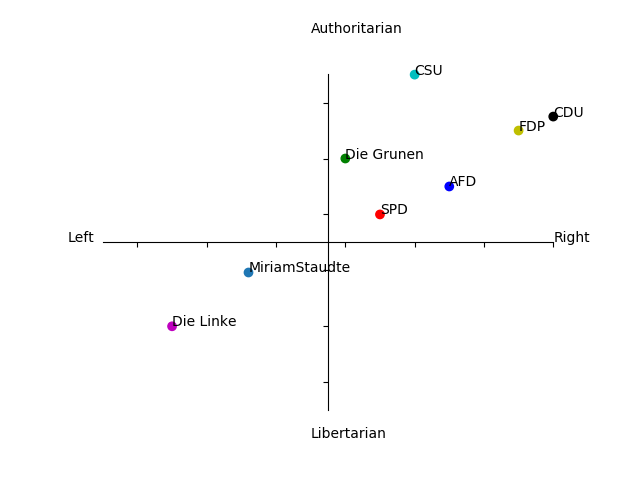 Authoritarian
CSU
CDU
FDP
Die Grunen
AFD
SPD
Left
Right
MiriamStaudte
Die Linke
Libertarian